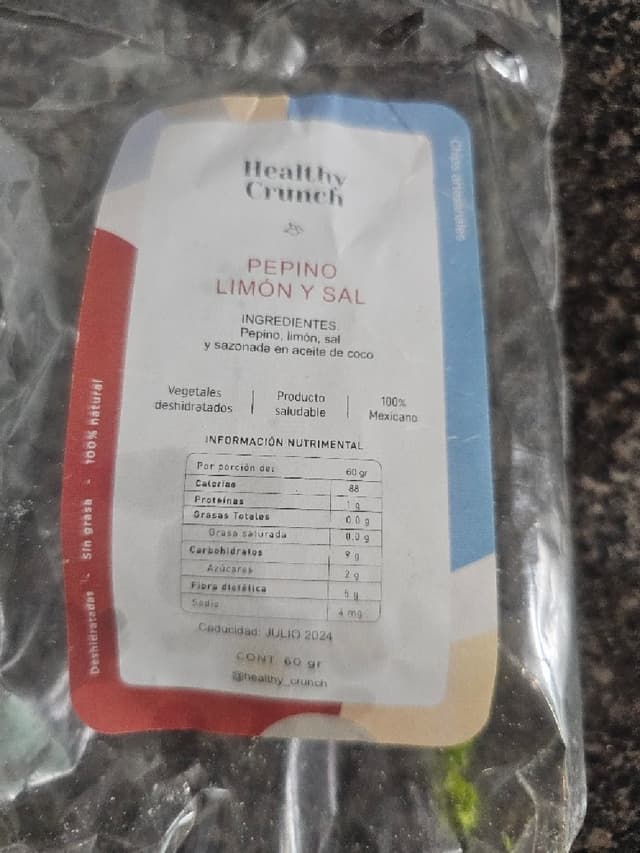 Healthy
Crunch
PEPINO
LIMÓN Y SAL
INGREDIENTES.
Pepino, limón, sal
y sazonada en aceite de coco
Vegetales
deshidratados
Producto
saludable
100%
Mexicano
INFORMACIÓN NUTRIMENTAL
Por porción de: 60 gr
Calorías 88
Proteínas 1 g
Grasas Totales 0.0 g
Grasa saturada 0.0 g
Carbohidratos 9 g
Azúcares 2 g
Fibra dietética 5 g
Sodio 4 mg
Caducidad: JULIO 2024
CONT 60 gr
@healthy_crunch
Deshidratadas - Sin grasa - 100% natural
Chips artesanales